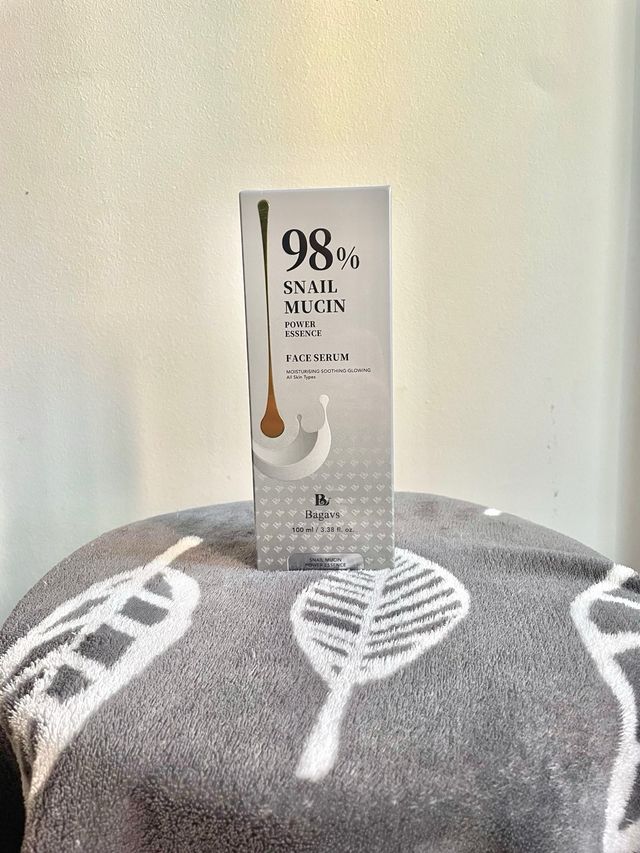 98%
SNAIL
MUCIN
POWER
ESSENCE
FACE SERUM
MOISTURISING SOOTHING GLOWING
All Skin Types
B
Bagavs
100 ml / 3.38 fl. oz.
SNAIL MUCIN
POWER ESSENCE